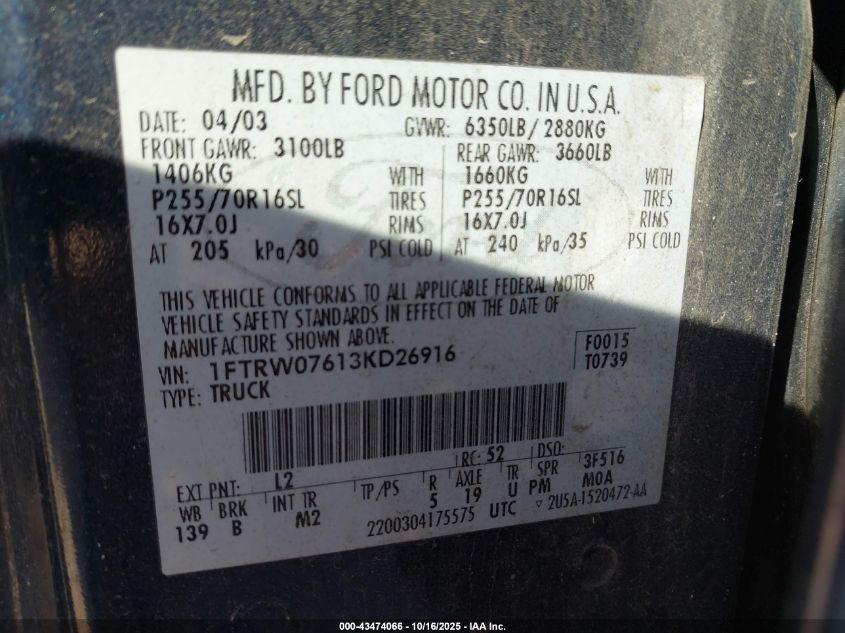 MFD. BY FORD MOTOR CO. IN U.S.A.
DATE: 04/03 GVWR: 6350LB/2880KG
FRONT GAWR: 3100LB REAR GAWR: 3660LB
1406KG WITH 1660KG WITH
P255/70R16SL TIRES P255/70R16SL TIRES
16X7.0J RIMS 16X7.0J RIMS
AT 205 kPa/30 PSI COLD AT 240 kPa/35 PSI COLD
THIS VEHICLE CONFORMS TO ALL APPLICABLE FEDERAL MOTOR
VEHICLE SAFETY STANDARDS IN EFFECT ON THE DATE OF
MANUFACTURE SHOWN ABOVE.
VIN: 1FTRW07613KD26916 F0015
TYPE: TRUCK T0739
EXT PNT: L2 RC: 52 DSO:
WB BRK INT TR TP/PS R AXLE TR SPR 3F516
139 B M2 5 19 U PM M0A
2200304175575 UTC ▽ 2U5A-1520472-AA
000-43474066 - 10/16/2025 - IAA Inc.